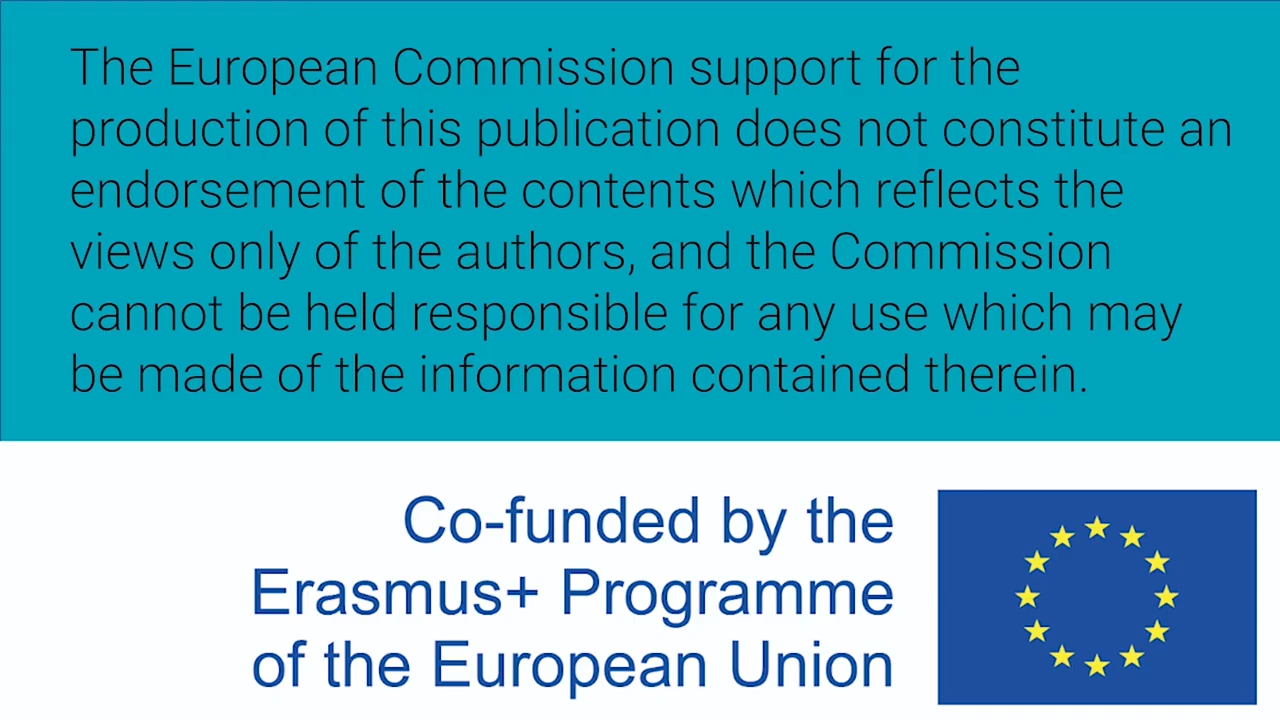 The European Commission support for the
production of this publication does not constitute an
endorsement of the contents which reflects the
views only of the authors, and the Commission
cannot be held responsible for any use which may
be made of the information contained therein.
Co-funded by the
Erasmus+ Programme
of the European Union